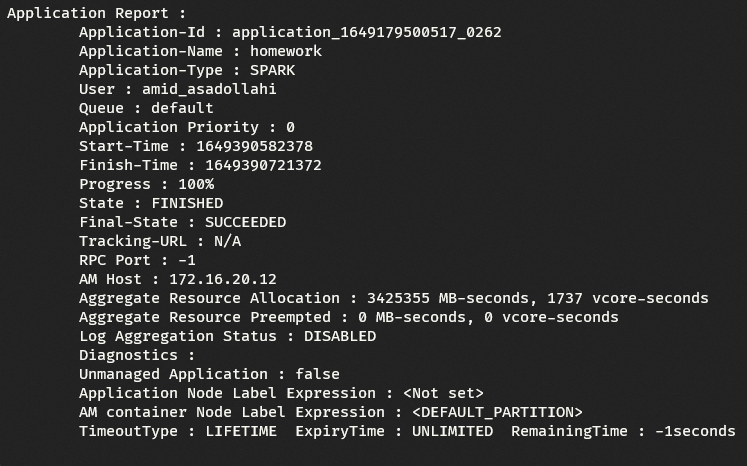 Application Report :
Application-Id : application_1649179500517_0262
Application-Name : homework
Application-Type : SPARK
User : amid_asadollahi
Queue : default
Application Priority : 0
Start-Time : 1649390582378
Finish-Time : 1649390721372
Progress : 100%
State : FINISHED
Final-State : SUCCEEDED
Tracking-URL : N/A
RPC Port : -1
AM Host : 172.16.20.12
Aggregate Resource Allocation : 3425355 MB-seconds, 1737 vcore-seconds
Aggregate Resource Preempted : 0 MB-seconds, 0 vcore-seconds
Log Aggregation Status : DISABLED
Diagnostics :
Unmanaged Application : false
Application Node Label Expression : <Not set>
AM container Node Label Expression : <DEFAULT_PARTITION>
TimeoutType : LIFETIME  ExpiryTime : UNLIMITED  RemainingTime : -1seconds